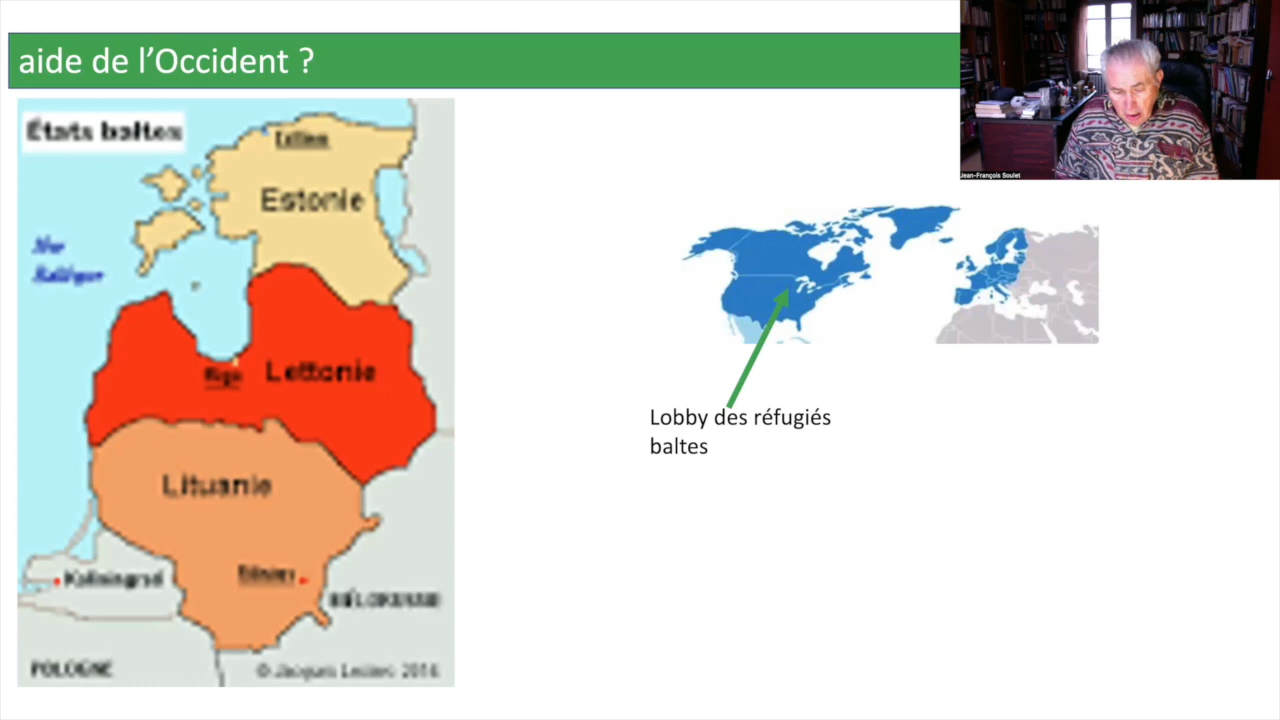 aide de l’Occident ?
Jean-François Soulet
États baltes
Tallinn
Estonie
Mer
Baltique
Riga
Lettonie
Lituanie
Kaliningrad
Vilnius
BIÉLORUSSIE
POLOGNE
© Jacques Leclerc 2016
Lobby des réfugiés
baltes